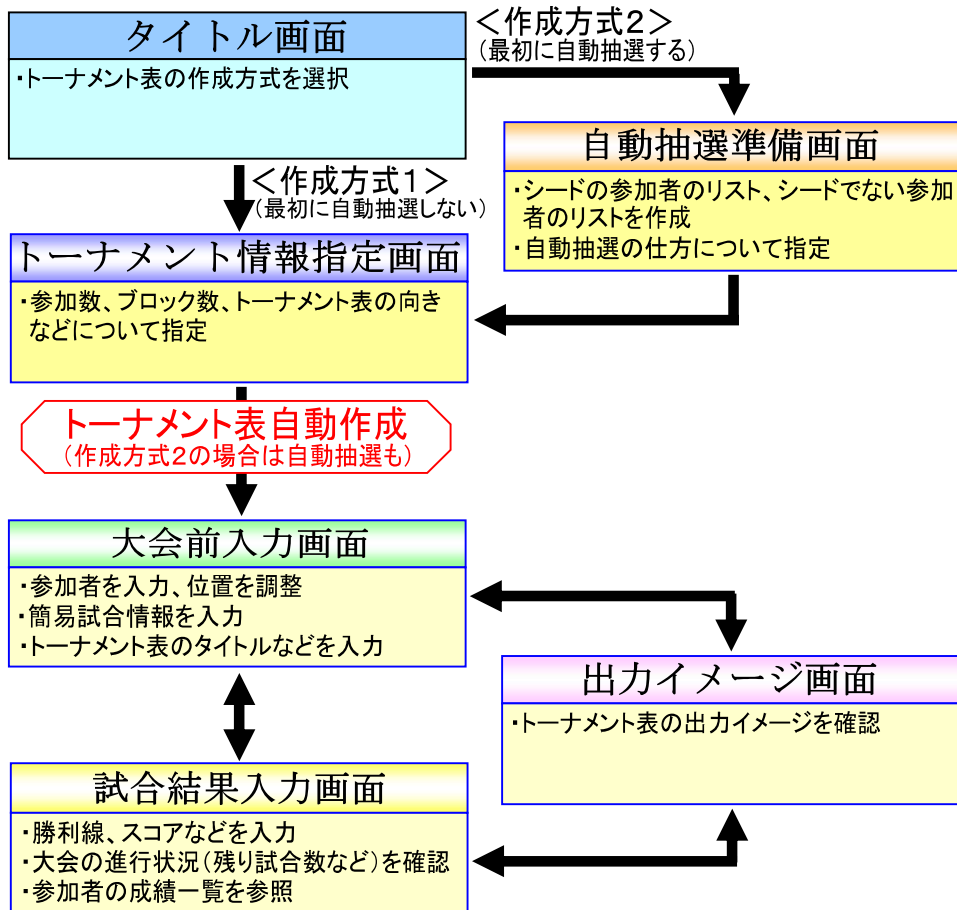 タイトル画面
・トーナメント表の作成方式を選択
＜作成方式2＞
（最初に自動抽選する）
自動抽選準備画面
・シードの参加者のリスト、シードでない参加
者のリストを作成
・自動抽選の仕方について指定
＜作成方式1＞
（最初に自動抽選しない）
トーナメント情報指定画面
・参加数、ブロック数、トーナメント表の向き
などについて指定
トーナメント表自動作成
（作成方式2の場合は自動抽選も）
大会前入力画面
・参加者を入力、位置を調整
・簡易試合情報を入力
・トーナメント表のタイトルなどを入力
出力イメージ画面
・トーナメント表の出力イメージを確認
試合結果入力画面
・勝利線、スコアなどを入力
・大会の進行状況（残り試合数など）を確認
・参加者の成績一覧を参照